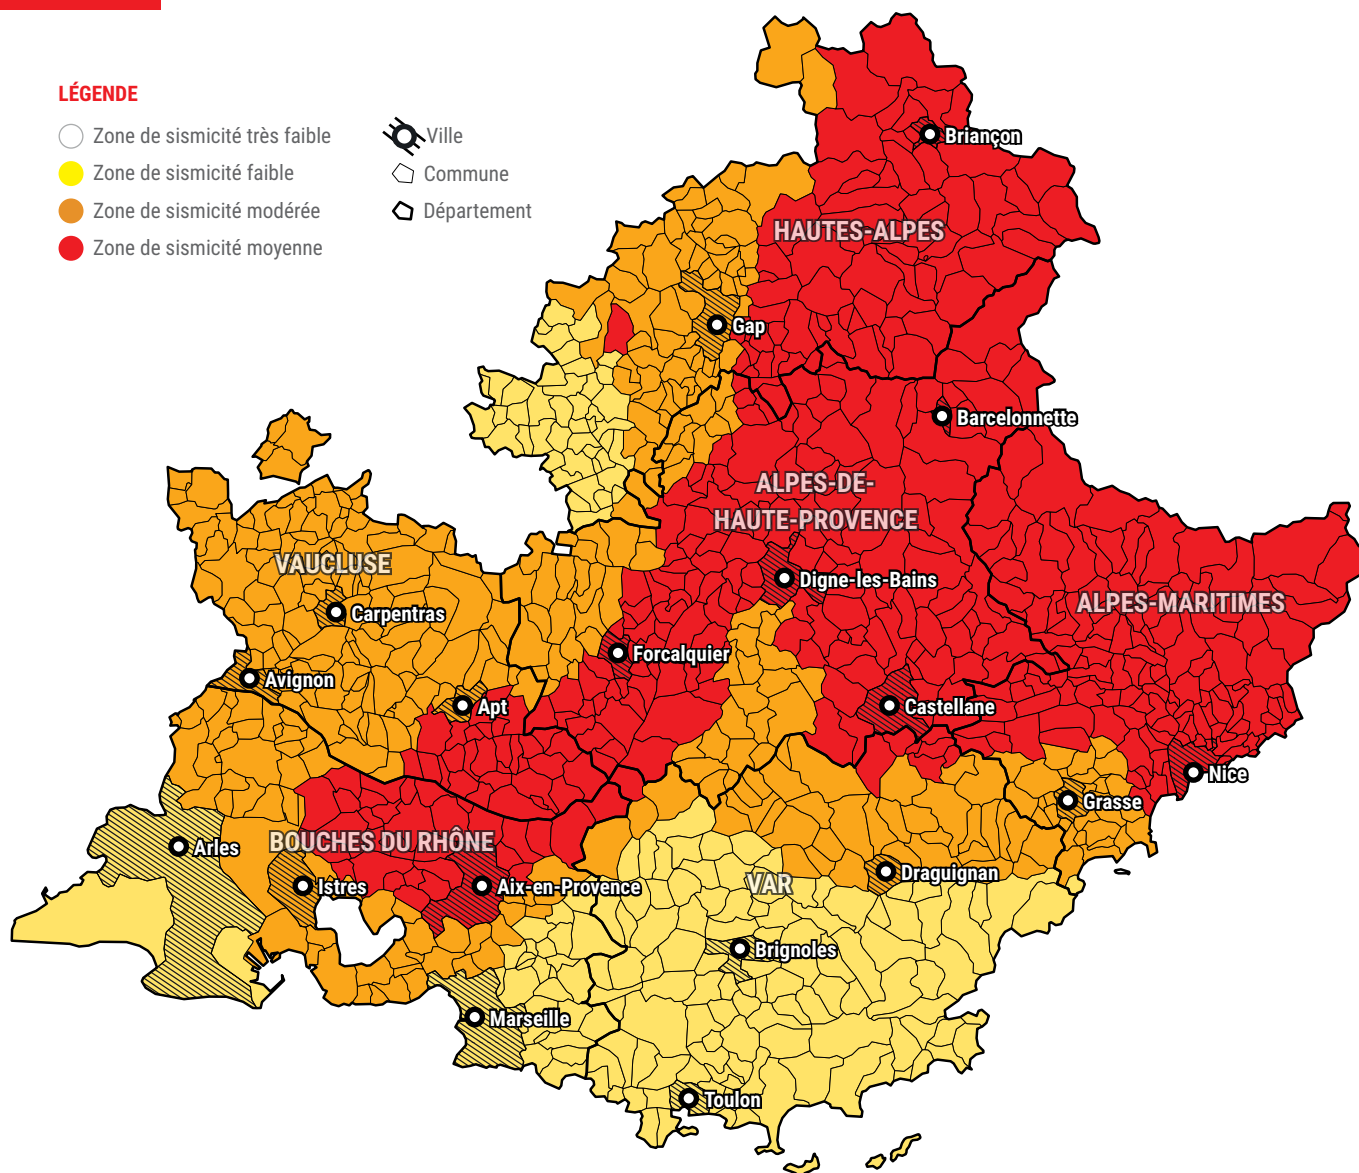 LÉGENDE
Zone de sismicité très faible
Zone de sismicité faible
Zone de sismicité modérée
Zone de sismicité moyenne
Ville
Commune
Département
Briançon
HAUTES-ALPES
Gap
Barcelonnette
ALPES-DE-
HAUTE-PROVENCE
VAUCLUSE
Digne-les-Bains
ALPES-MARITIMES
Carpentras
Forcalquier
Avignon
Apt
Castellane
Nice
Grasse
BOUCHES DU RHÔNE
Arles
Istres
Aix-en-Provence
VAR
Draguignan
Brignoles
Marseille
Toulon